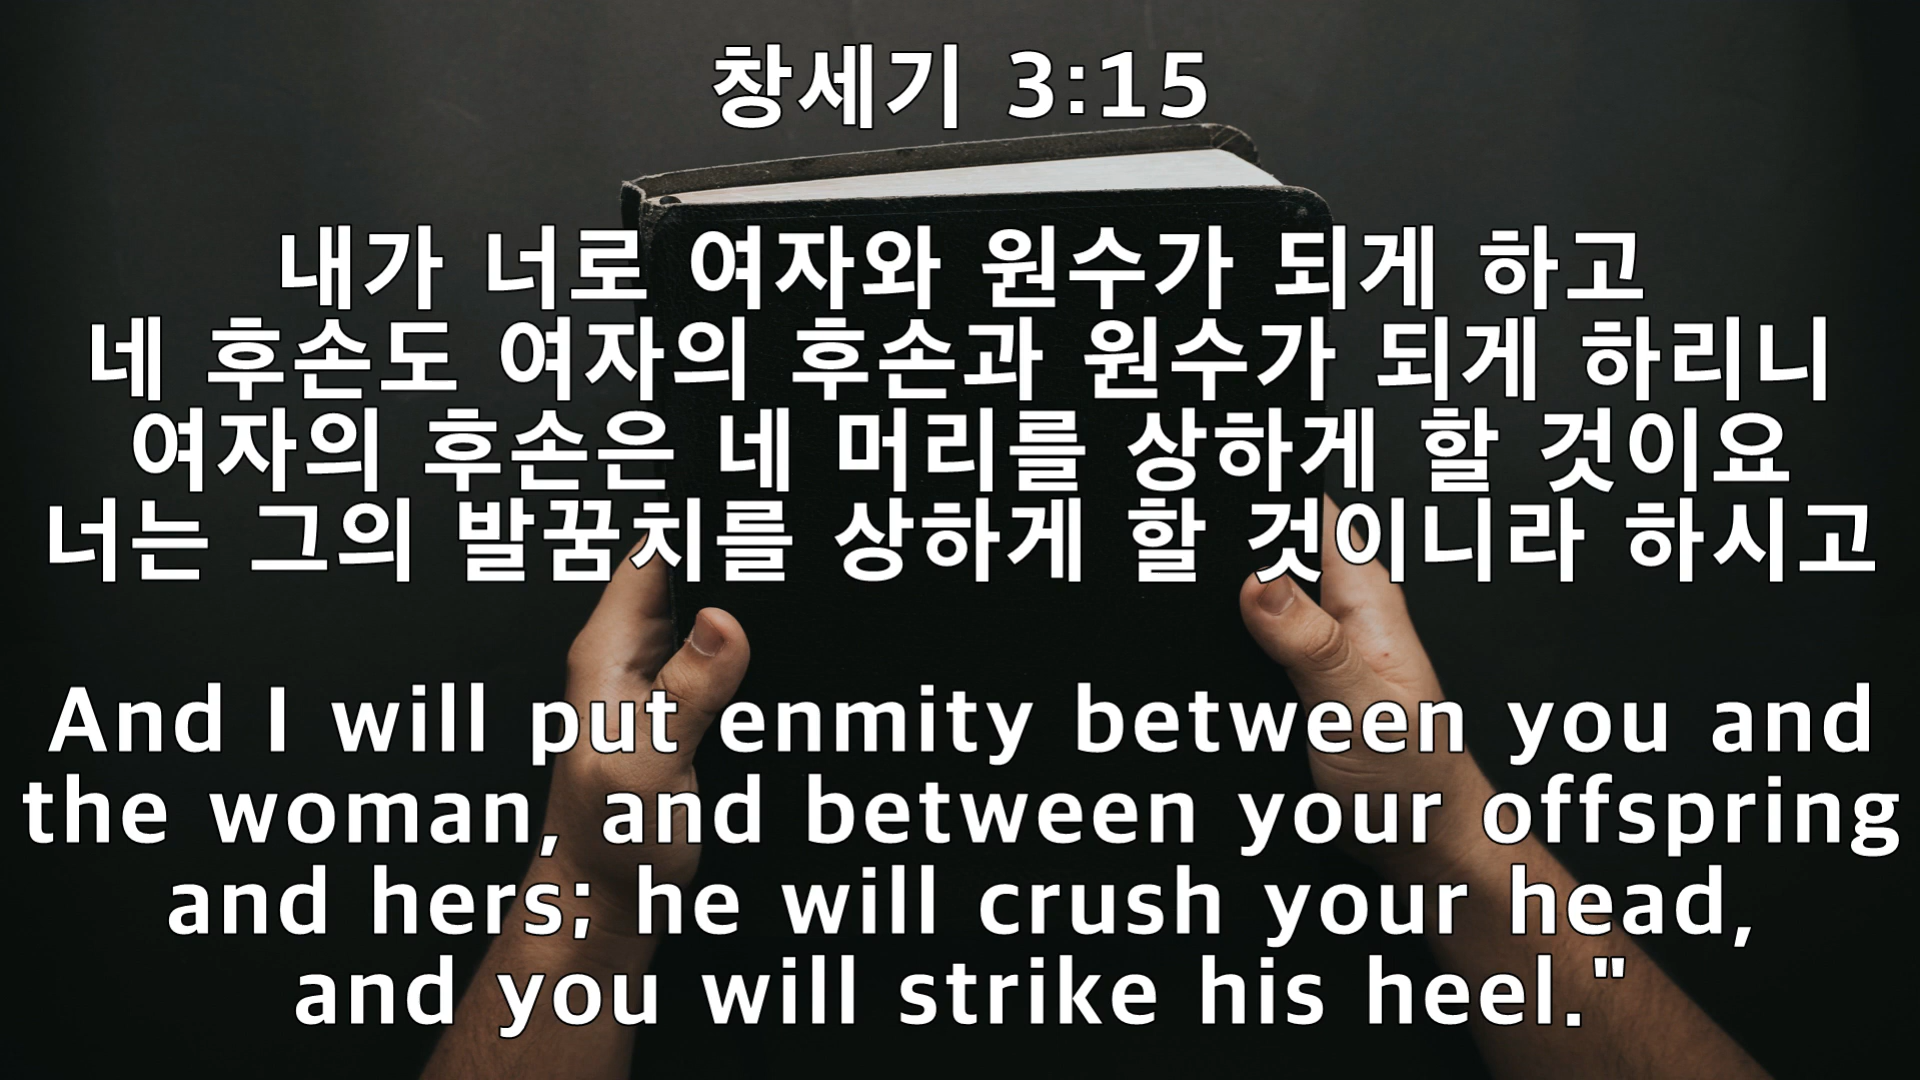 창세기 3:15
내가 너로 여자와 원수가 되게 하고
네 후손도 여자의 후손과 원수가 되게 하리니
여자의 후손은 네 머리를 상하게 할 것이요
너는 그의 발꿈치를 상하게 할 것이니라 하시고
And I will put enmity between you and
the woman, and between your offspring
and hers; he will crush your head,
and you will strike his heel."